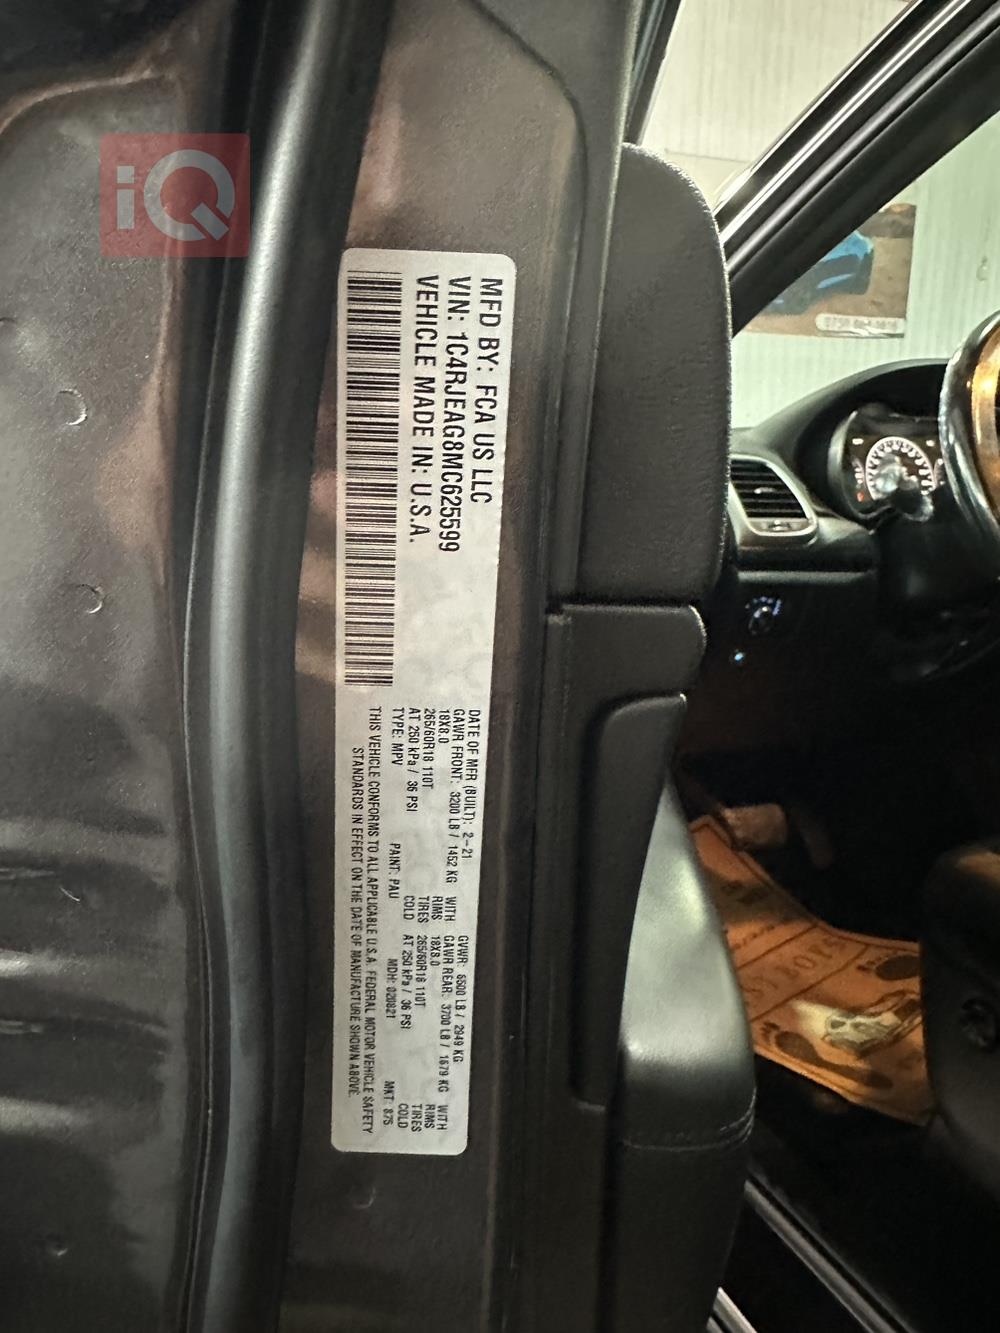 iQ
MFD BY: FCA US LLC
VIN: 1C4RJEAG8MC625599
VEHICLE MADE IN: U.S.A.
DATE OF MFR (BUILT): 2-21 GVWR: 6500 LB / 2949 KG
GAWR FRONT: 3200 LB / 1452 KG WITH GAWR REAR: 3700 LB / 1679 KG WITH
18X8.0 RIMS 18X8.0 RIMS
265/60R18 110T TIRES 265/60R18 110T TIRES
AT 250 kPa / 36 PSI COLD AT 250 kPa / 36 PSI COLD
TYPE: MPV PAINT: PAU MDH: 020821 MKT: 875
THIS VEHICLE CONFORMS TO ALL APPLICABLE U.S.A. FEDERAL MOTOR VEHICLE SAFETY
STANDARDS IN EFFECT ON THE DATE OF MANUFACTURE SHOWN ABOVE.